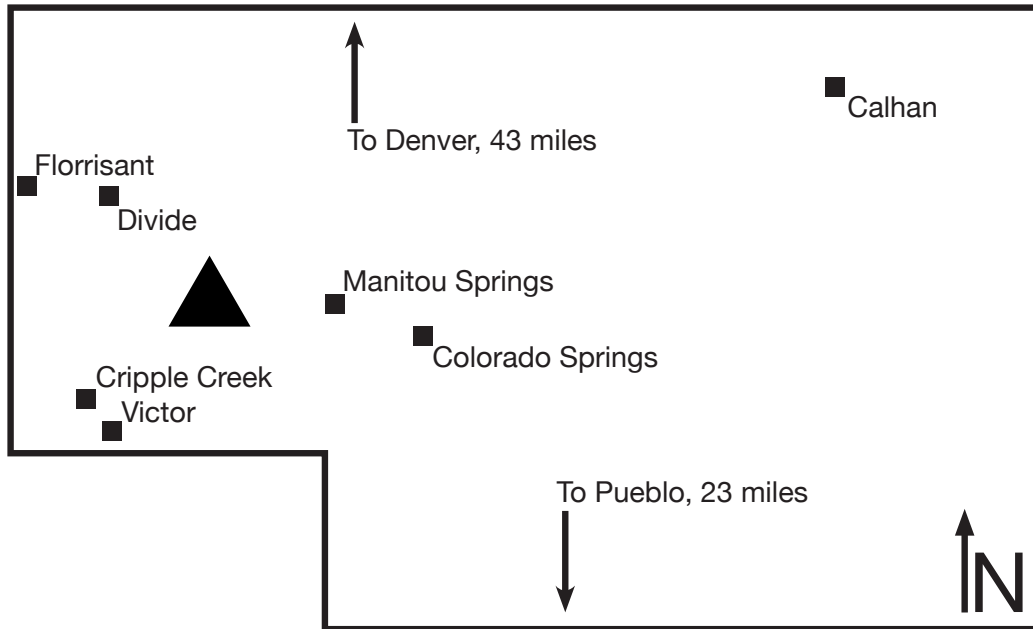 Calhan
To Denver, 43 miles
Florrisant
Divide
Manitou Springs
Colorado Springs
Cripple Creek
Victor
To Pueblo, 23 miles
N